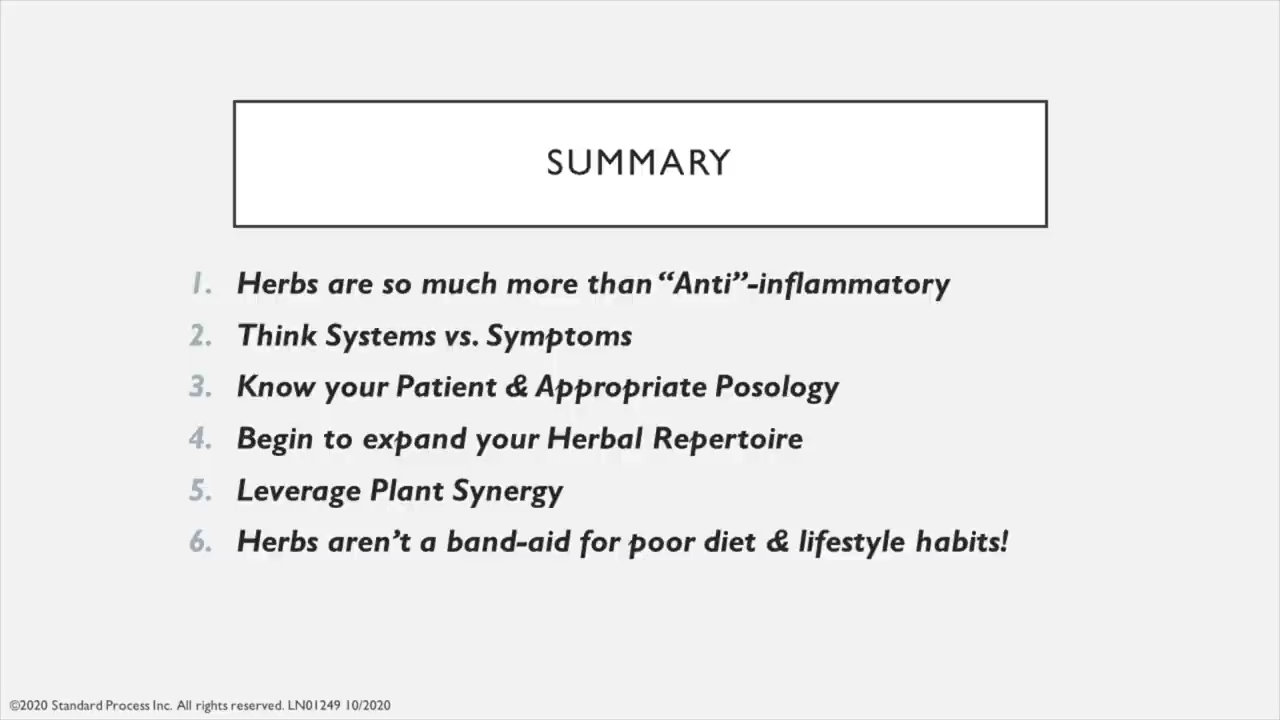 SUMMARY
1. Herbs are so much more than “Anti”-inflammatory
2. Think Systems vs. Symptoms
3. Know your Patient & Appropriate Posology
4. Begin to expand your Herbal Repertoire
5. Leverage Plant Synergy
6. Herbs aren’t a band-aid for poor diet & lifestyle habits!
©2020 Standard Process Inc. All rights reserved. LN01249 10/2020